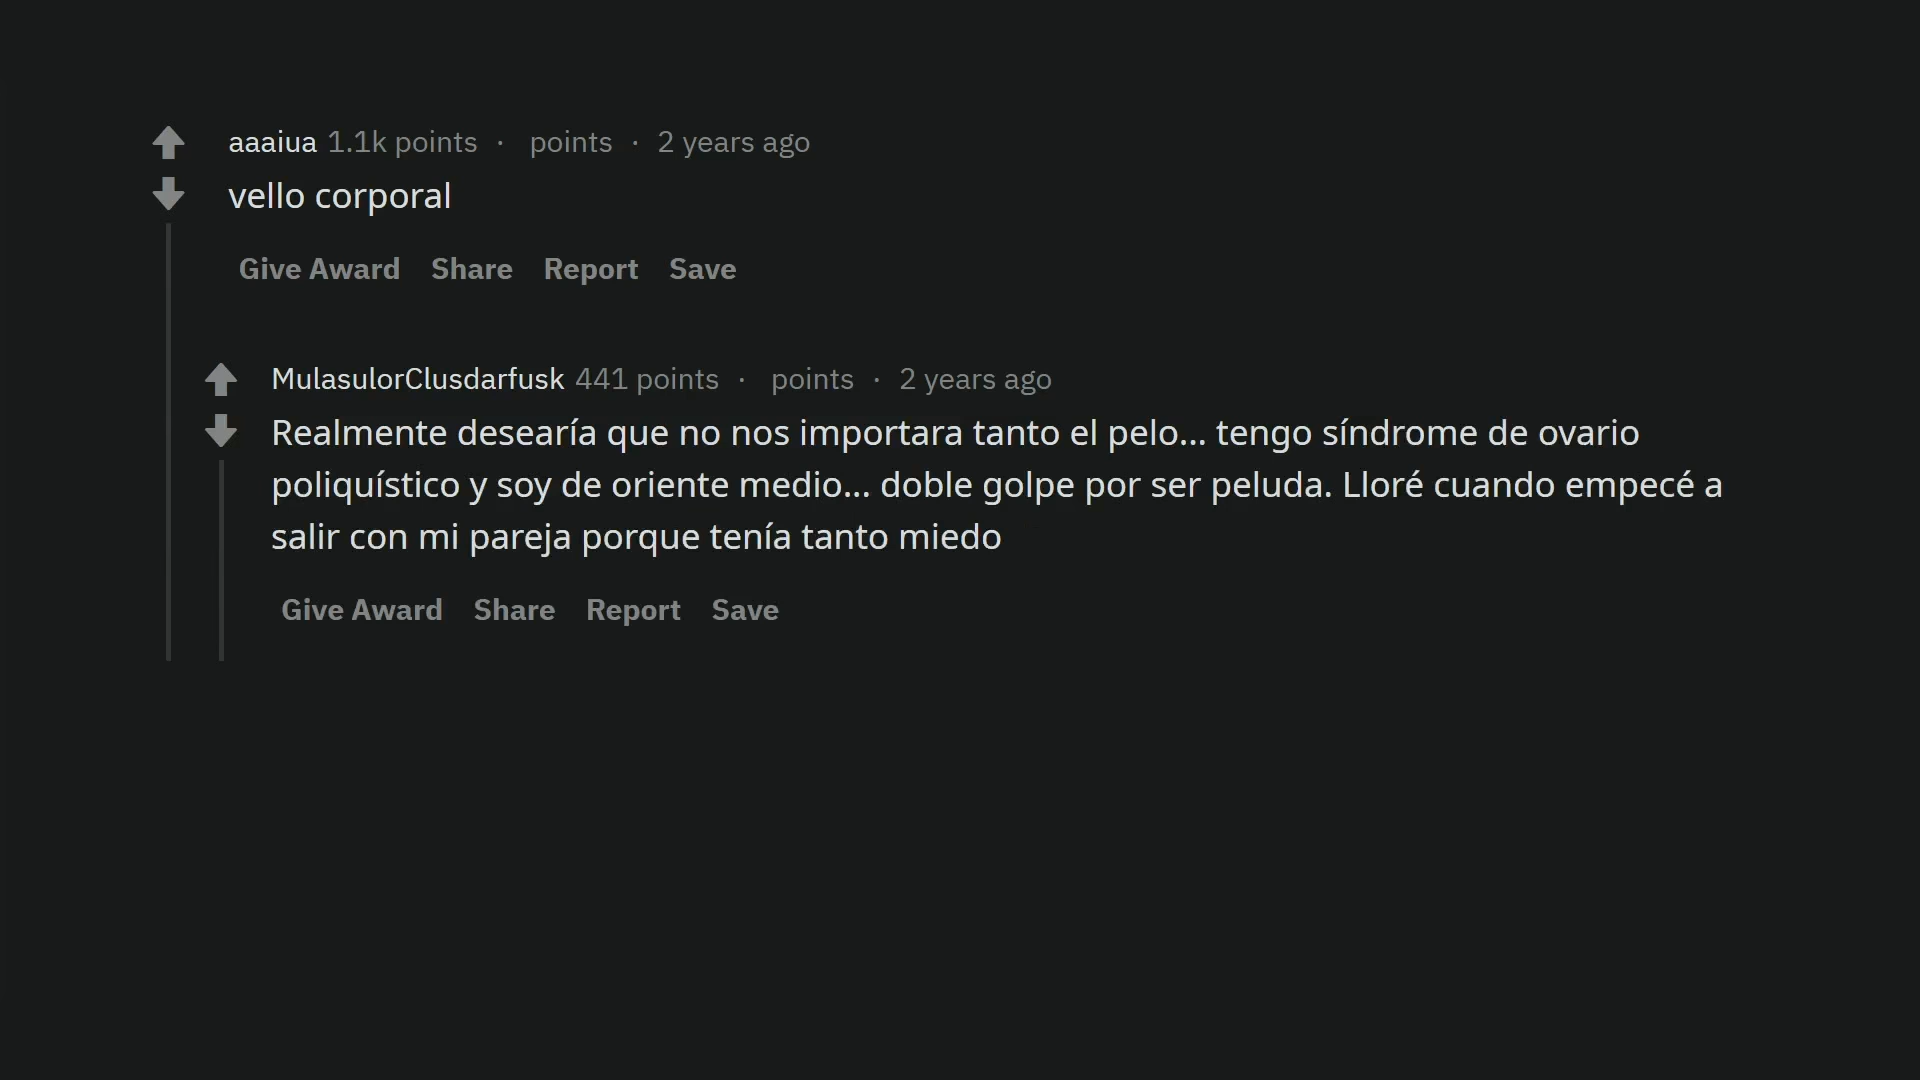 aaaiua 1.1k points · points · 2 years ago
vello corporal
Give Award Share Report Save
MulasulorClusdarfusk 441 points · points · 2 years ago
Realmente desearía que no nos importara tanto el pelo... tengo síndrome de ovario
poliquístico y soy de oriente medio... doble golpe por ser peluda. Lloré cuando empecé a
salir con mi pareja porque tenía tanto miedo
Give Award Share Report Save